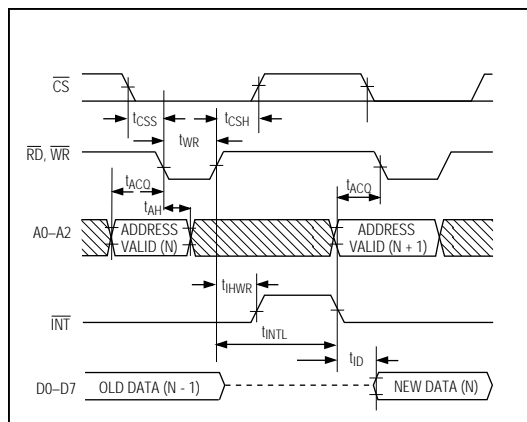 CS
tCSS
tCSH
tWR
RD, WR
tACQ
tACQ
tAH
A0–A2
ADDRESS
VALID (N)
ADDRESS
VALID (N + 1)
tIHWR
INT
tINTL
tID
D0–D7
OLD DATA (N - 1)
NEW DATA (N)